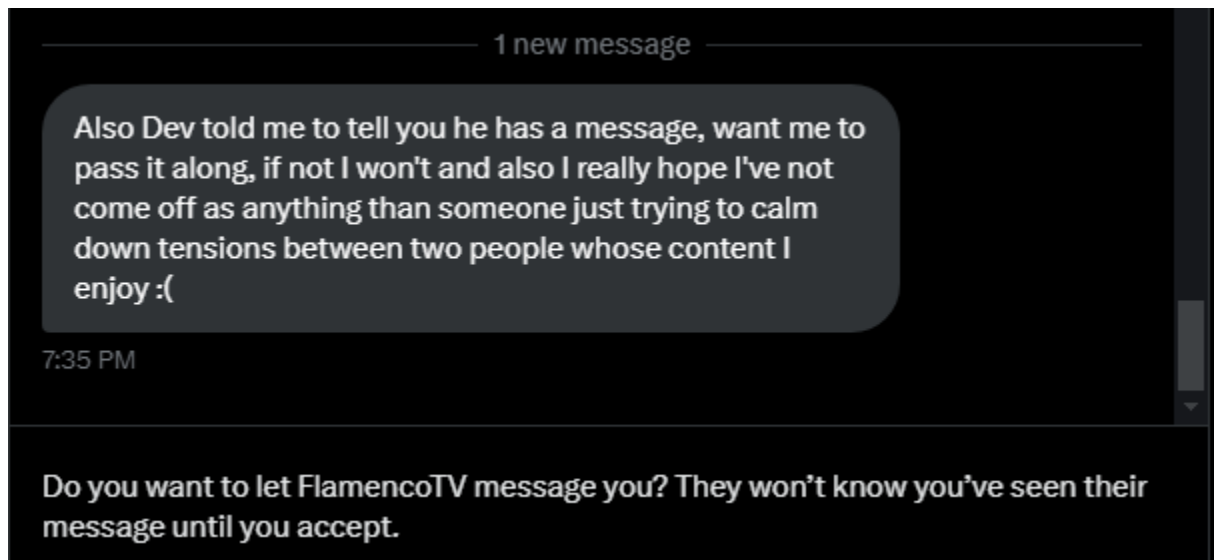 1 new message
Also Dev told me to tell you he has a message, want me to
pass it along, if not I won't and also I really hope I've not
come off as anything than someone just trying to calm
down tensions between two people whose content I
enjoy :(
7:35 PM
Do you want to let FlamencoTV message you? They won’t know you’ve seen their
message until you accept.